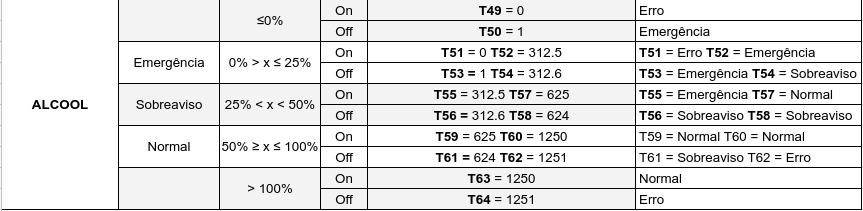 ≤0% On T49 = 0 Erro
Off T50 = 1 Emergência
Emergência 0% > x ≤ 25% On T51 = 0 T52 = 312.5 T51 = Erro T52 = Emergência
Off T53 = 1 T54 = 312.6 T53 = Emergência T54 = Sobreaviso
ALCOOL Sobreaviso 25% < x < 50% On T55 = 312.5 T57 = 625 T55 = Emergência T57 = Normal
Off T56 = 312.6 T58 = 624 T56 = Sobreaviso T58 = Sobreaviso
Normal 50% ≥ x ≤ 100% On T59 = 625 T60 = 1250 T59 = Normal T60 = Normal
Off T61 = 624 T62 = 1251 T61 = Sobreaviso T62 = Erro
> 100% On T63 = 1250 Normal
Off T64 = 1251 Erro